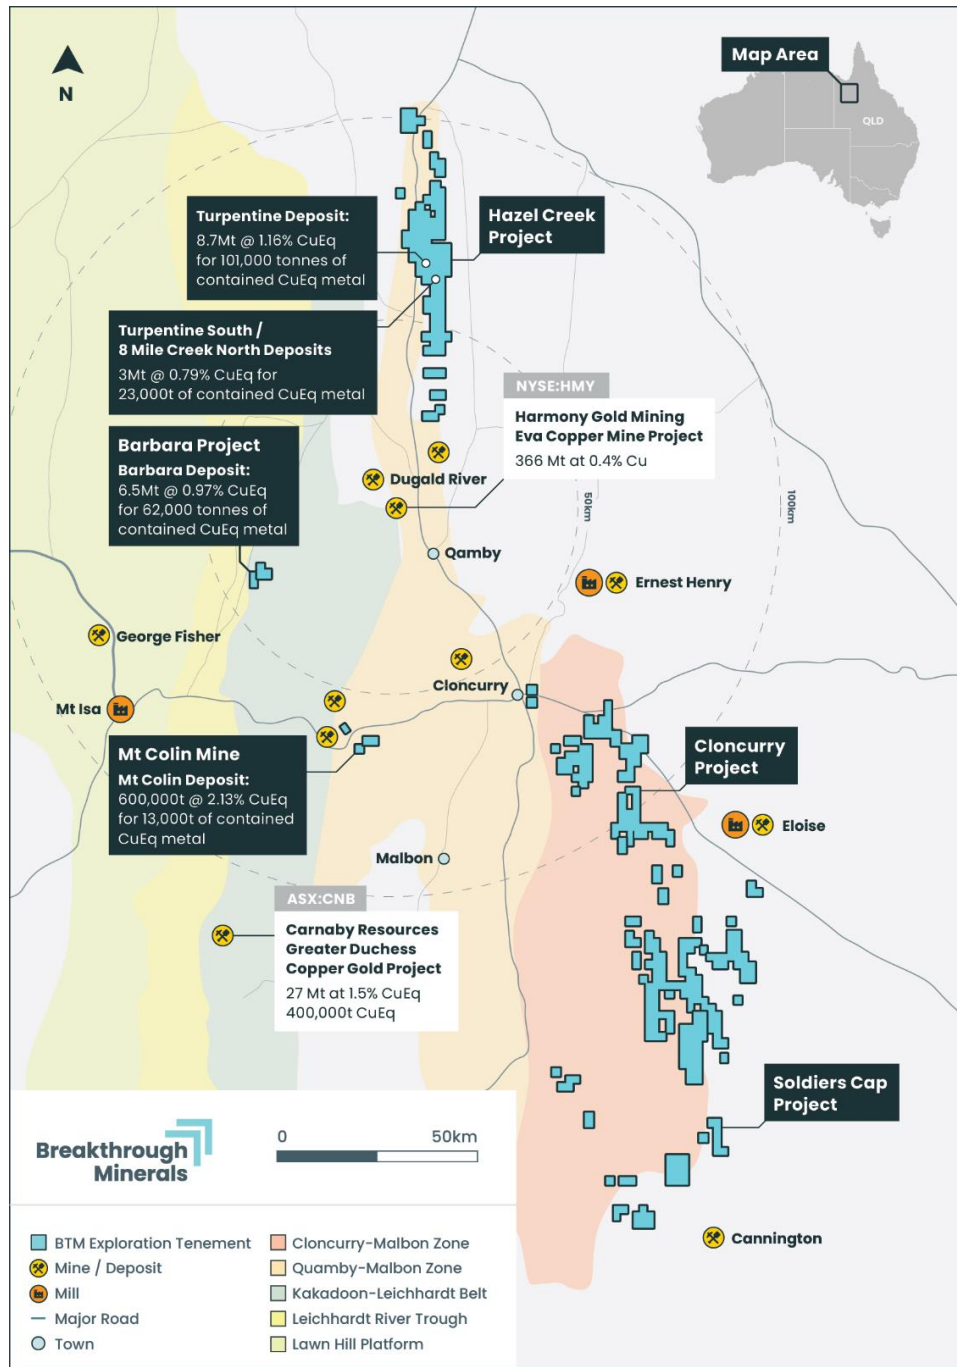 N
Map Area
QLD
Turpentine Deposit:
8.7Mt @ 1.16% CuEq
for 101,000 tonnes of
contained CuEq metal
Hazel Creek
Project
Turpentine South /
8 Mile Creek North Deposits
3Mt @ 0.79% CuEq for
23,000t of contained CuEq metal
NYSE:HMY
Harmony Gold Mining
Eva Copper Mine Project
366 Mt at 0.4% Cu
Barbara Project
Barbara Deposit:
6.5Mt @ 0.97% CuEq
for 62,000 tonnes of
contained CuEq metal
Dugald River
50km
100km
Qamby
Ernest Henry
George Fisher
Cloncurry
Mt Isa
Mt Colin Mine
Mt Colin Deposit:
600,000t @ 2.13% CuEq
for 13,000t of contained
CuEq metal
Cloncurry
Project
Eloise
Malbon
ASX:CNB
Carnaby Resources
Greater Duchess
Copper Gold Project
27 Mt at 1.5% CuEq
400,000t CuEq
Soldiers Cap
Project
Cannington
Breakthrough
Minerals
0 50km
BTM Exploration Tenement
Mine / Deposit
Mill
Major Road
Town
Cloncurry-Malbon Zone
Quamby-Malbon Zone
Kakadoon-Leichhardt Belt
Leichhardt River Trough
Lawn Hill Platform